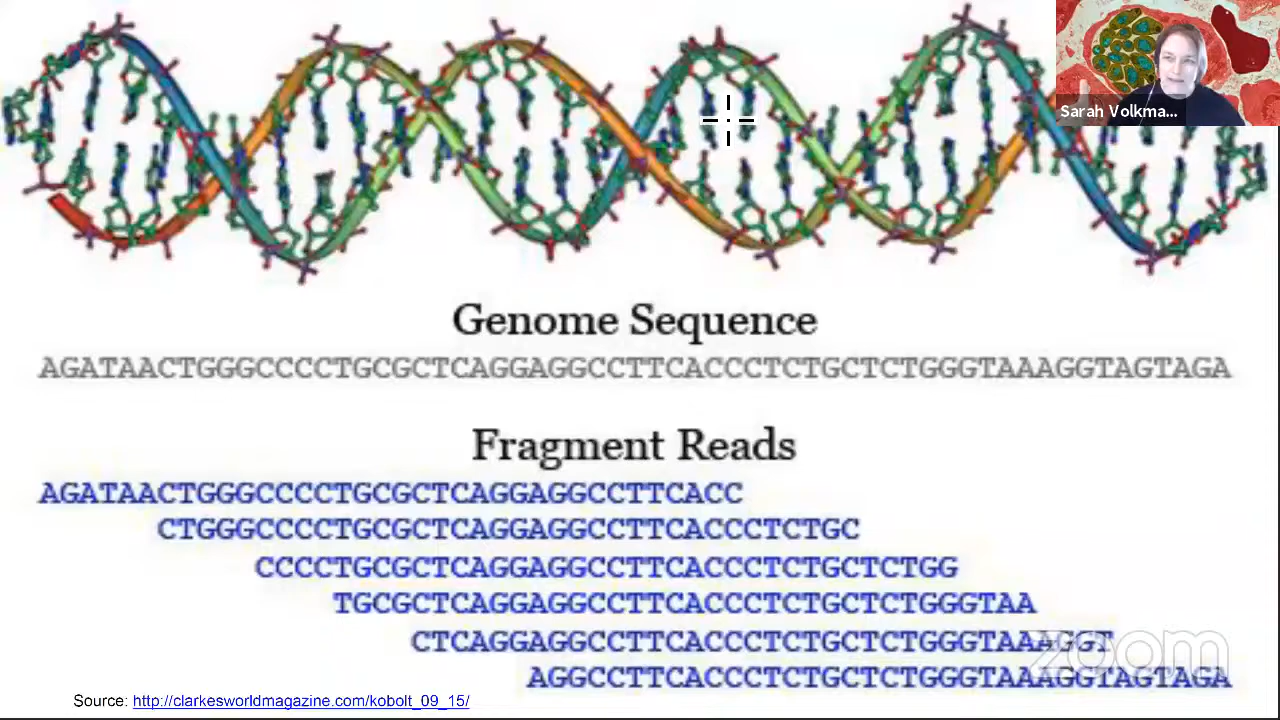 Sarah Volkma...
Genome Sequence
AGATAACTGGGCCCCTGCGCTCAGGAGGCCTTCACCCTCTGCTCTGGGTAAAGGTAGTAGA
Fragment Reads
AGATAACTGGGCCCCTGCGCTCAGGAGGCCTTCACC
CTGGGCCCCTGCGCTCAGGAGGCCTTCACCCTCTGC
CCCCTGCGCTCAGGAGGCCTTCACCCTCTGCTCTGG
TGCGCTCAGGAGGCCTTCACCCTCTGCTCTGGGTAA
CTCAGGAGGCCTTCACCCTCTGCTCTGGGTAAAGGT
AGGCCTTCACCCTCTGCTCTGGGTAAAGGTAGTAGA
zoom
Source: http://clarkesworldmagazine.com/kobolt_09_15/